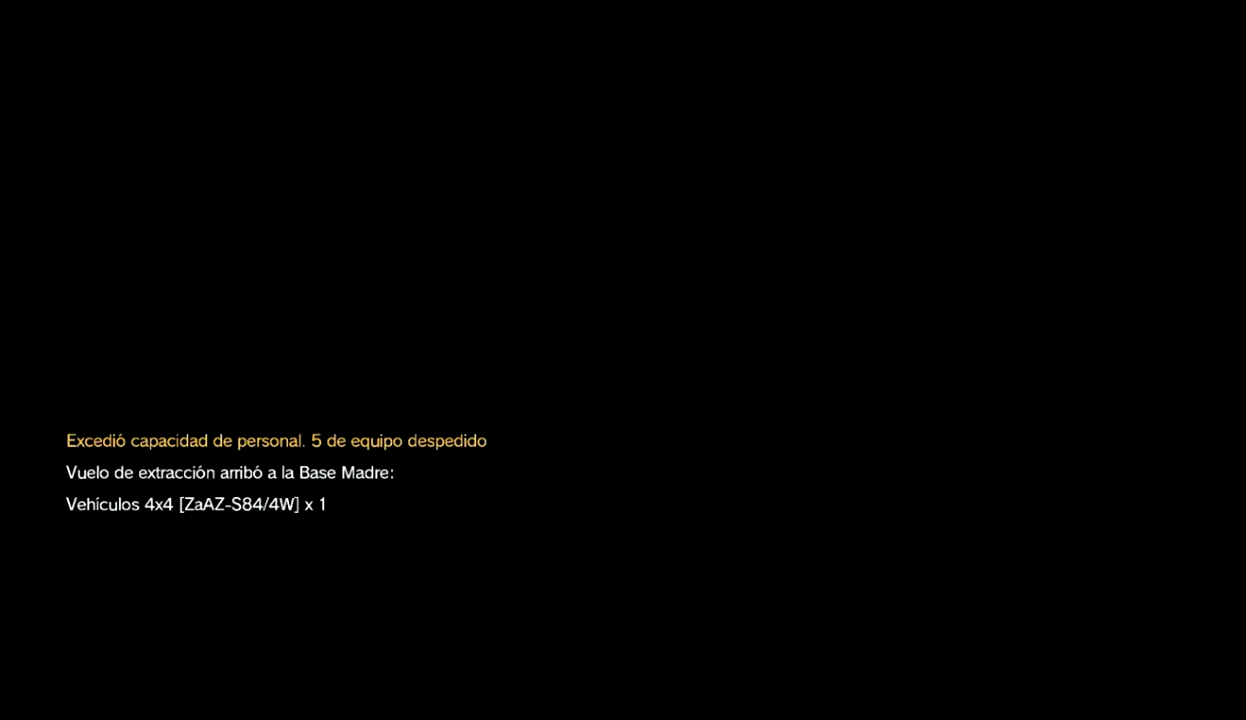 Excedió capacidad de personal. 5 de equipo despedido
Vuelo de extracción arribó a la Base Madre:
Vehículos 4x4 [ZaAZ-S84/4W] x 1